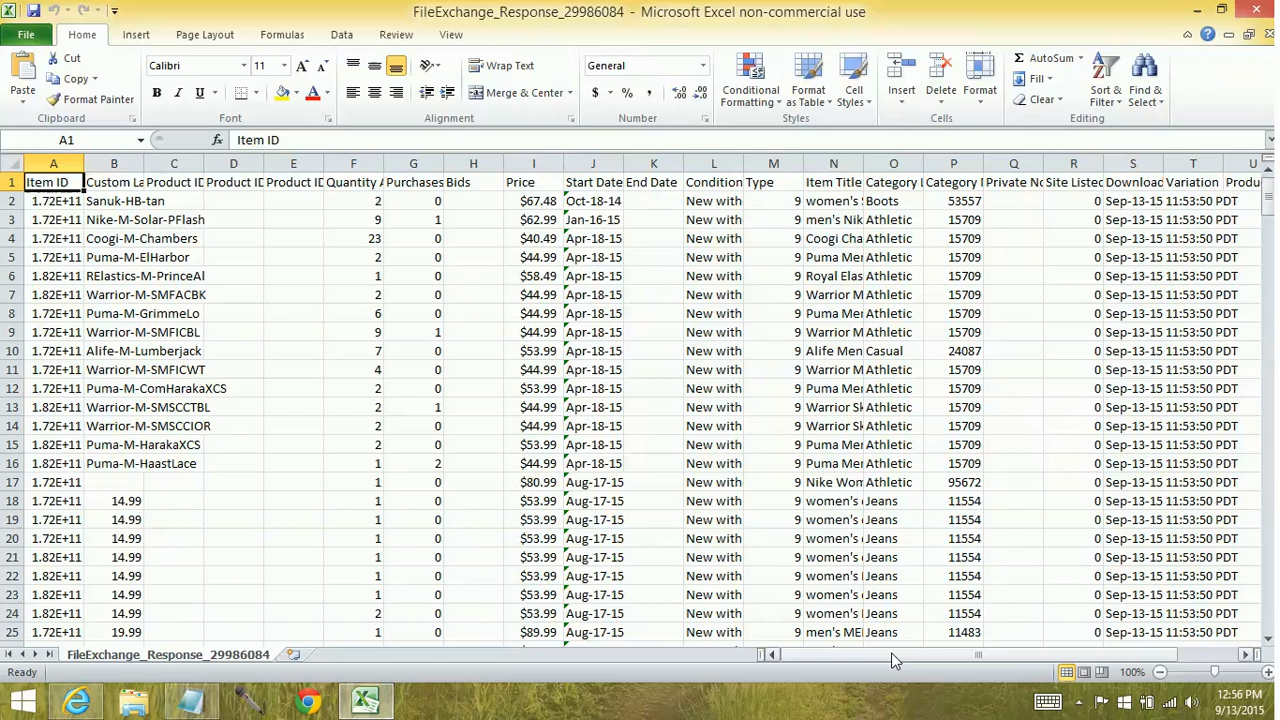 FileExchange_Response_29986084 - Microsoft Excel non-commercial use
File Home Insert Page Layout Formulas Data Review View
Paste Cut Copy Format Painter Clipboard
Calibri 11 A A B I U A Font
Wrap Text Merge & Center Alignment
General $ % , Number
Conditional Formatting Format as Table Cell Styles Styles
Insert Delete Format Cells
Σ AutoSum Fill Clear Sort & Filter Find & Select Editing
A1 fx Item ID
A B C D E F G H I J K L M N O P Q R S T U
1 Item ID Custom La Product ID Product ID Product ID Quantity A Purchases Bids Price Start Date End Date Condition Type Item Title Category L Category Private No Site Listed Download Variation Produ
2 1.72E+11 Sanuk-HB-tan 2 0 $67.48 Oct-18-14 New with 9 women's Boots 53557 0 Sep-13-15 11:53:50 PDT
3 1.72E+11 Nike-M-Solar-PFlash 9 1 $62.99 Jan-16-15 New with 9 men's Nik Athletic 15709 0 Sep-13-15 11:53:50 PDT
4 1.72E+11 Coogi-M-Chambers 23 0 $40.49 Apr-18-15 New with 9 Coogi Cha Athletic 15709 0 Sep-13-15 11:53:50 PDT
5 1.72E+11 Puma-M-ElHarbor 2 0 $44.99 Apr-18-15 New with 9 Puma Mer Athletic 15709 0 Sep-13-15 11:53:50 PDT
6 1.82E+11 RElastics-M-PrinceAl 1 0 $58.49 Apr-18-15 New with 9 Royal Elas Athletic 15709 0 Sep-13-15 11:53:50 PDT
7 1.82E+11 Warrior-M-SMFACBK 2 0 $44.99 Apr-18-15 New with 9 Warrior M Athletic 15709 0 Sep-13-15 11:53:50 PDT
8 1.72E+11 Puma-M-GrimmeLo 6 0 $44.99 Apr-18-15 New with 9 Puma Mer Athletic 15709 0 Sep-13-15 11:53:50 PDT
9 1.72E+11 Warrior-M-SMFICBL 9 1 $44.99 Apr-18-15 New with 9 Warrior M Athletic 15709 0 Sep-13-15 11:53:50 PDT
10 1.72E+11 Alife-M-Lumberjack 7 0 $53.99 Apr-18-15 New with 9 Alife Men Casual 24087 0 Sep-13-15 11:53:50 PDT
11 1.72E+11 Warrior-M-SMFICWT 4 0 $44.99 Apr-18-15 New with 9 Warrior M Athletic 15709 0 Sep-13-15 11:53:50 PDT
12 1.72E+11 Puma-M-ComHarakaXCS 2 0 $53.99 Apr-18-15 New with 9 Puma Mer Athletic 15709 0 Sep-13-15 11:53:50 PDT
13 1.82E+11 Warrior-M-SMSCCTBL 2 1 $44.99 Apr-18-15 New with 9 Warrior Sk Athletic 15709 0 Sep-13-15 11:53:50 PDT
14 1.72E+11 Warrior-M-SMSCCIOR 2 0 $44.99 Apr-18-15 New with 9 Warrior Sk Athletic 15709 0 Sep-13-15 11:53:50 PDT
15 1.82E+11 Puma-M-HarakaXCS 2 0 $53.99 Apr-18-15 New with 9 Puma Mer Athletic 15709 0 Sep-13-15 11:53:50 PDT
16 1.82E+11 Puma-M-HaastLace 1 2 $44.99 Apr-18-15 New with 9 Puma Mer Athletic 15709 0 Sep-13-15 11:53:50 PDT
17 1.72E+11 1 0 $80.99 Aug-17-15 New with 9 Nike Wom Athletic 95672 0 Sep-13-15 11:53:50 PDT
18 1.72E+11 14.99 1 0 $53.99 Aug-17-15 New with 9 women's Jeans 11554 0 Sep-13-15 11:53:50 PDT
19 1.72E+11 14.99 1 0 $53.99 Aug-17-15 New with 9 women's Jeans 11554 0 Sep-13-15 11:53:50 PDT
20 1.72E+11 14.99 1 0 $53.99 Aug-17-15 New with 9 women's Jeans 11554 0 Sep-13-15 11:53:50 PDT
21 1.82E+11 14.99 1 0 $53.99 Aug-17-15 New with 9 women's Jeans 11554 0 Sep-13-15 11:53:50 PDT
22 1.82E+11 14.99 1 0 $53.99 Aug-17-15 New with 9 women's Jeans 11554 0 Sep-13-15 11:53:50 PDT
23 1.82E+11 14.99 1 0 $53.99 Aug-17-15 New with 9 women's Jeans 11554 0 Sep-13-15 11:53:50 PDT
24 1.82E+11 14.99 2 0 $53.99 Aug-17-15 New with 9 women's Jeans 11554 0 Sep-13-15 11:53:50 PDT
25 1.72E+11 19.99 1 0 $89.99 Aug-17-15 New with 9 men's ME Jeans 11483 0 Sep-13-15 11:53:50 PDT
FileExchange_Response_29986084
Ready 100%
12:56 PM
9/13/2015